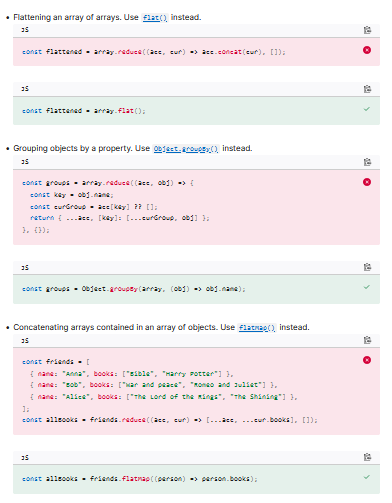 Flattening an array of arrays. Use flat() instead.
JS
const flattened = array.reduce((acc, cur) => acc.concat(cur), []);
JS
const flattened = array.flat();
Grouping objects by a property. Use Object.groupBy() instead.
JS
const groups = array.reduce((acc, obj) => {
const key = obj.name;
const curGroup = acc[key] ?? [];
return { ...acc, [key]: [...curGroup, obj] };
}, {});
JS
const groups = Object.groupBy(array, (obj) => obj.name);
Concatenating arrays contained in an array of objects. Use flatMap() instead.
JS
const friends = [
{ name: "Anna", books: ["Bible", "Harry Potter"] },
{ name: "Bob", books: ["War and peace", "Romeo and Juliet"] },
{ name: "Alice", books: ["The Lord of the Rings", "The Shining"] },
];
const allBooks = friends.reduce((acc, cur) => [...acc, ...cur.books], []);
JS
const allBooks = friends.flatMap((person) => person.books);